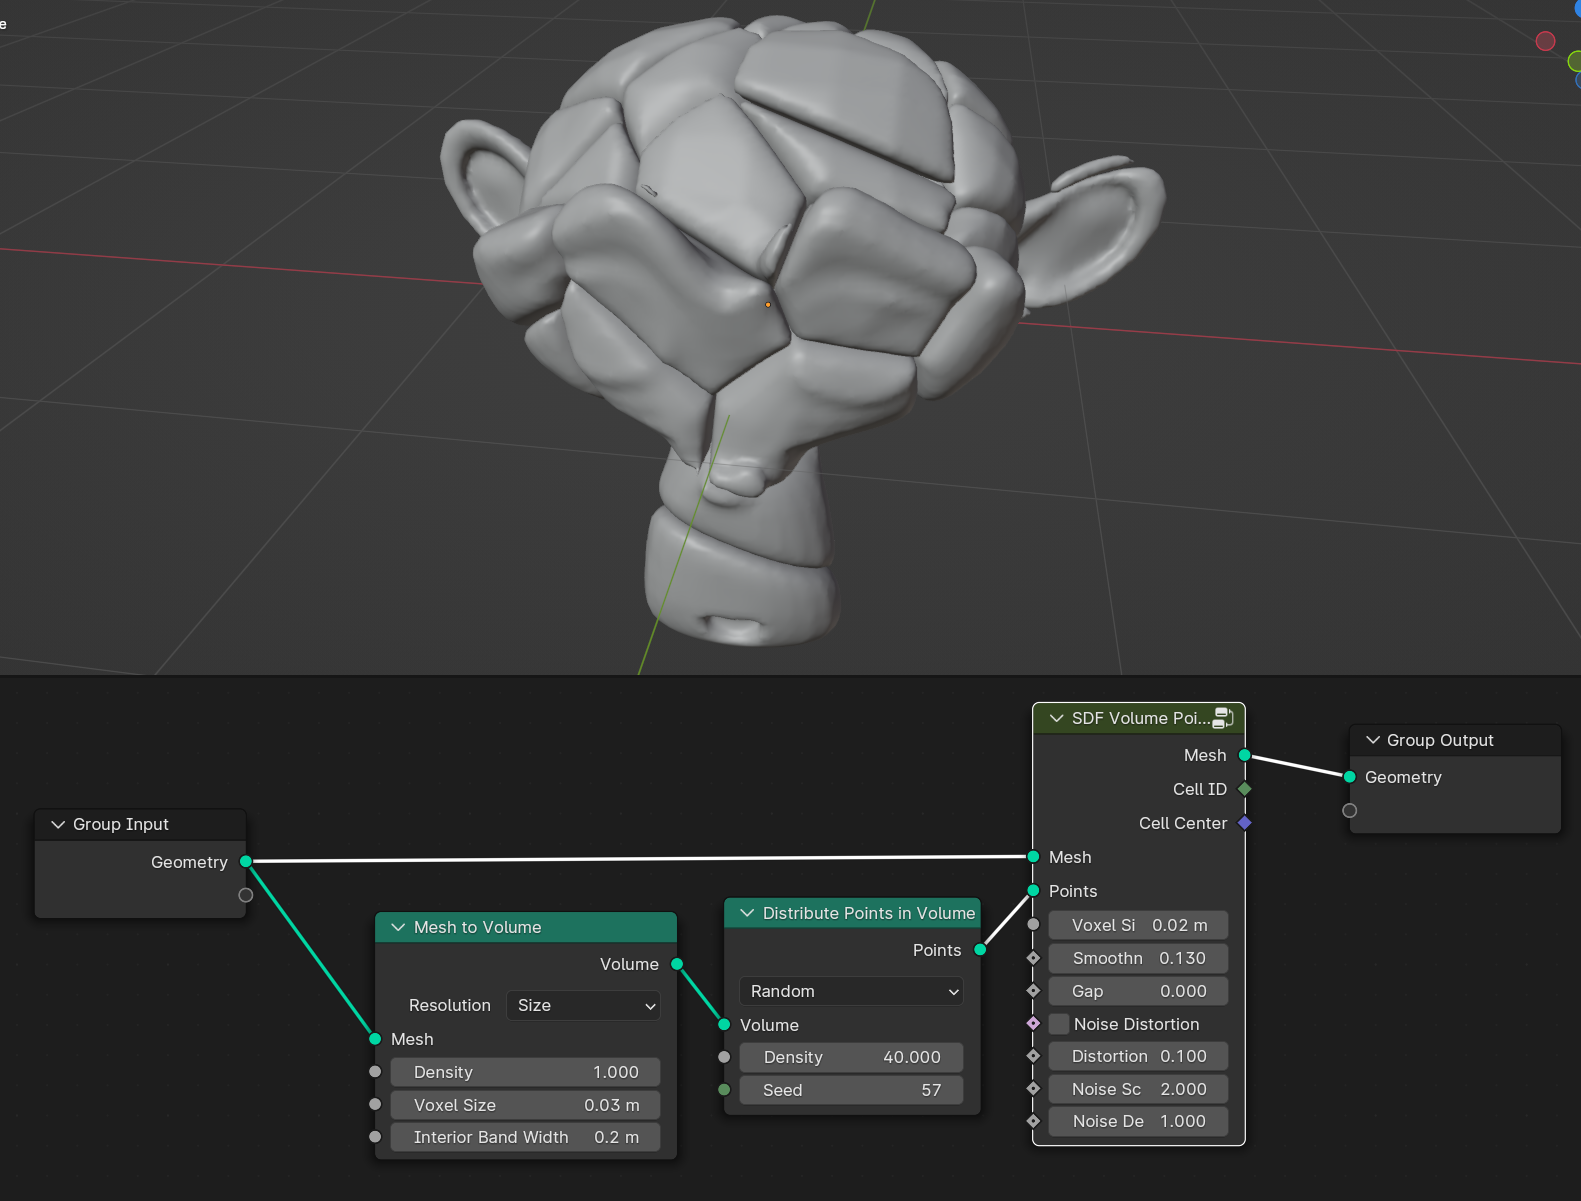 e
Group Input
Geometry
Mesh to Volume
Volume
Resolution Size
Mesh
Density 1.000
Voxel Size 0.03 m
Interior Band Width 0.2 m
Distribute Points in Volume
Points
Random
Volume
Density 40.000
Seed 57
SDF Volume Poi...
Mesh
Cell ID
Cell Center
Mesh
Points
Voxel Si 0.02 m
Smoothn 0.130
Gap 0.000
Noise Distortion
Distortion 0.100
Noise Sc 2.000
Noise De 1.000
Group Output
Geometry